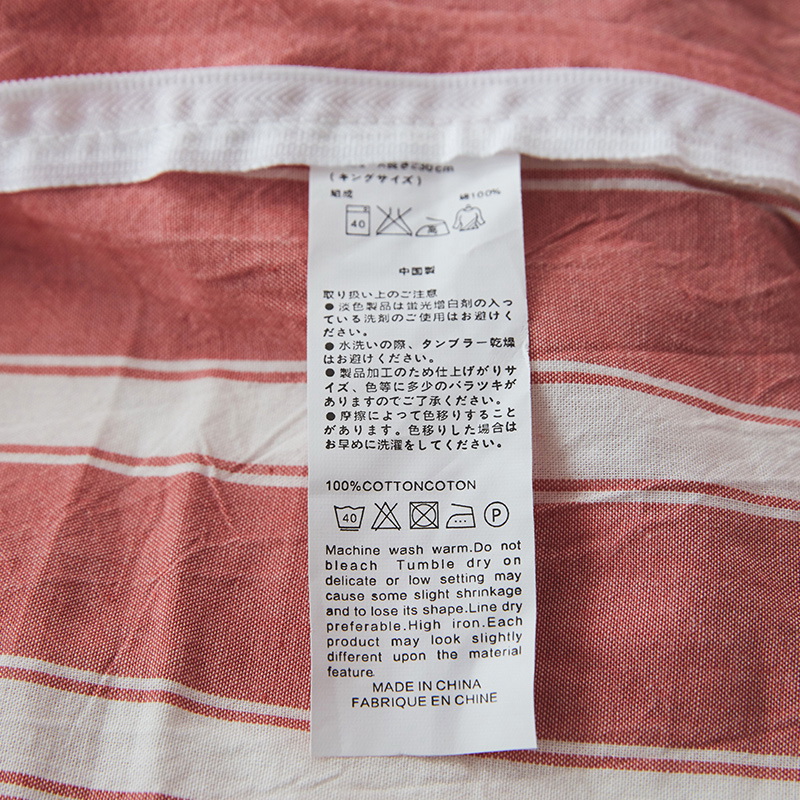 30cm
(キングサイズ)
組成 綿100%
40 高
中国製
取り扱い上のご注意
●淡色製品は蛍光増白剤の入っ
ている洗剤のご使用はお避けく
ださい。
●水洗いの際、タンブラー乾燥
はお避けください。
●製品加工のため仕上げがりサ
イズ、色等に多少のバラツキが
ありますのでご了承ください。
●摩擦によって色移りすること
があります。色移りした場合は
お早めに洗濯をしてください。
100%COTTONCOTON
40 P
Machine wash warm.Do not
bleach Tumble dry on
delicate or low setting may
cause some slight shrinkage
and to lose its shape.Line dry
preferable.High iron.Each
product may look slightly
different upon the material
feature.
MADE IN CHINA
FABRIQUE EN CHINE